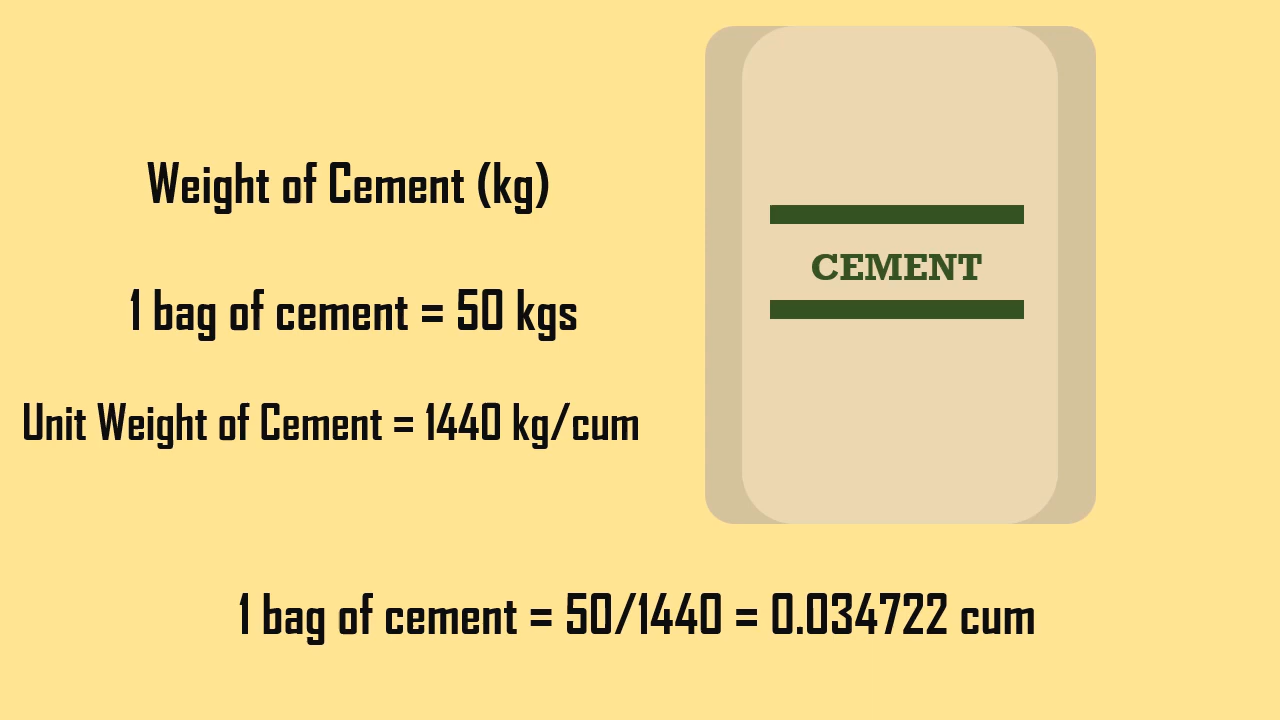 Weight of Cement (kg)
1 bag of cement = 50 kgs
Unit Weight of Cement = 1440 kg/cum
CEMENT
1 bag of cement = 50/1440 = 0.034722 cum